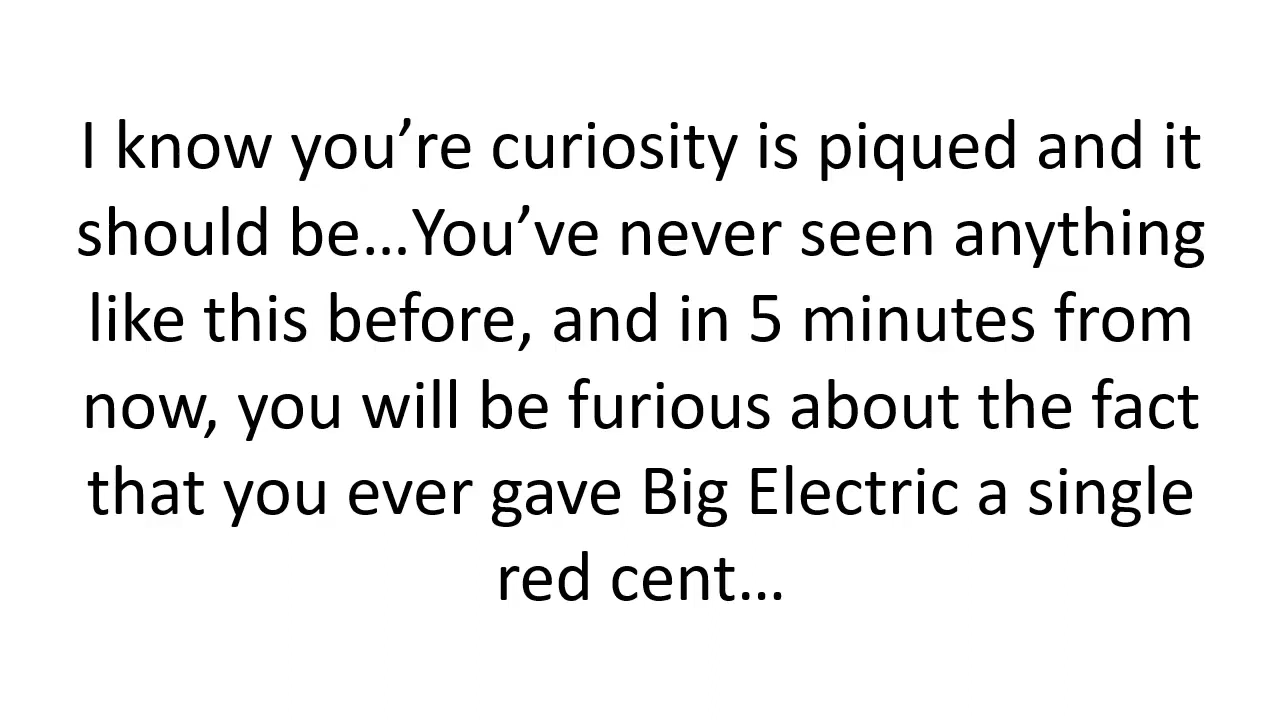 I know you’re curiosity is piqued and it
should be…You’ve never seen anything
like this before, and in 5 minutes from
now, you will be furious about the fact
that you ever gave Big Electric a single
red cent…